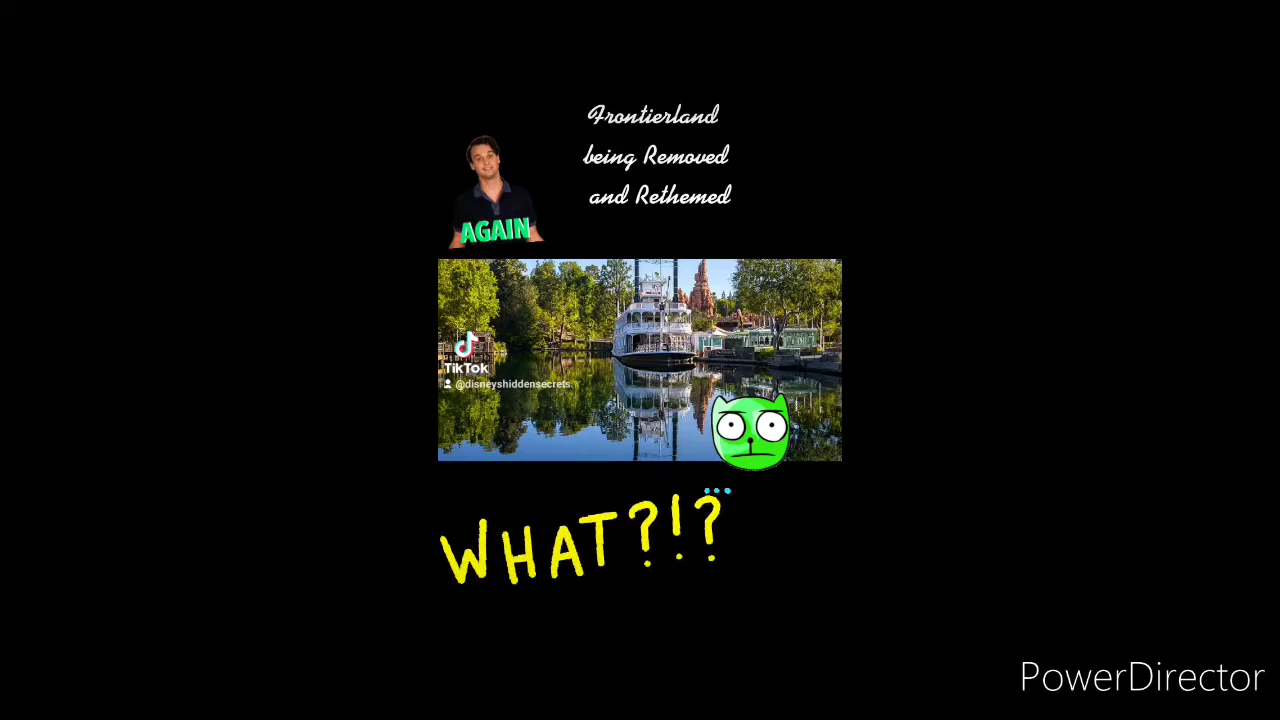 Frontierland
being Removed
and Rethemed
AGAIN
TikTok
@disneyshiddensecrets
WHAT?!?
PowerDirector